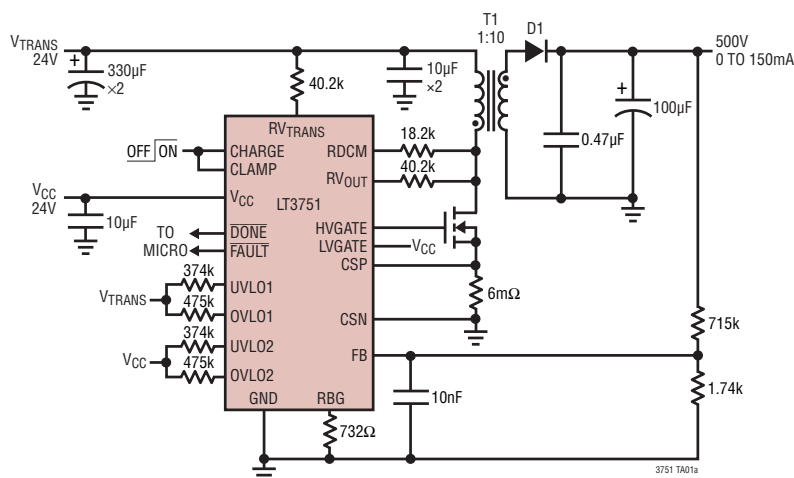 T1
1:10
D1
VTRANS
24V
+
330µF
×2
40.2k
10µF
×2
500V
0 TO 150mA
+
100µF
0.47µF
OFF ON
CHARGE
CLAMP
RVTRANS
RDCM
18.2k
RVOUT
40.2k
VCC
24V
VCC
LT3751
10µF
TO
MICRO
DONE
FAULT
HVGATE
LVGATE
VCC
CSP
374k
VTRANS
UVLO1
475k
OVLO1
6mΩ
CSN
374k
VCC
UVLO2
475k
OVLO2
FB
715k
GND
RBG
10nF
1.74k
732Ω
3751 TA01a